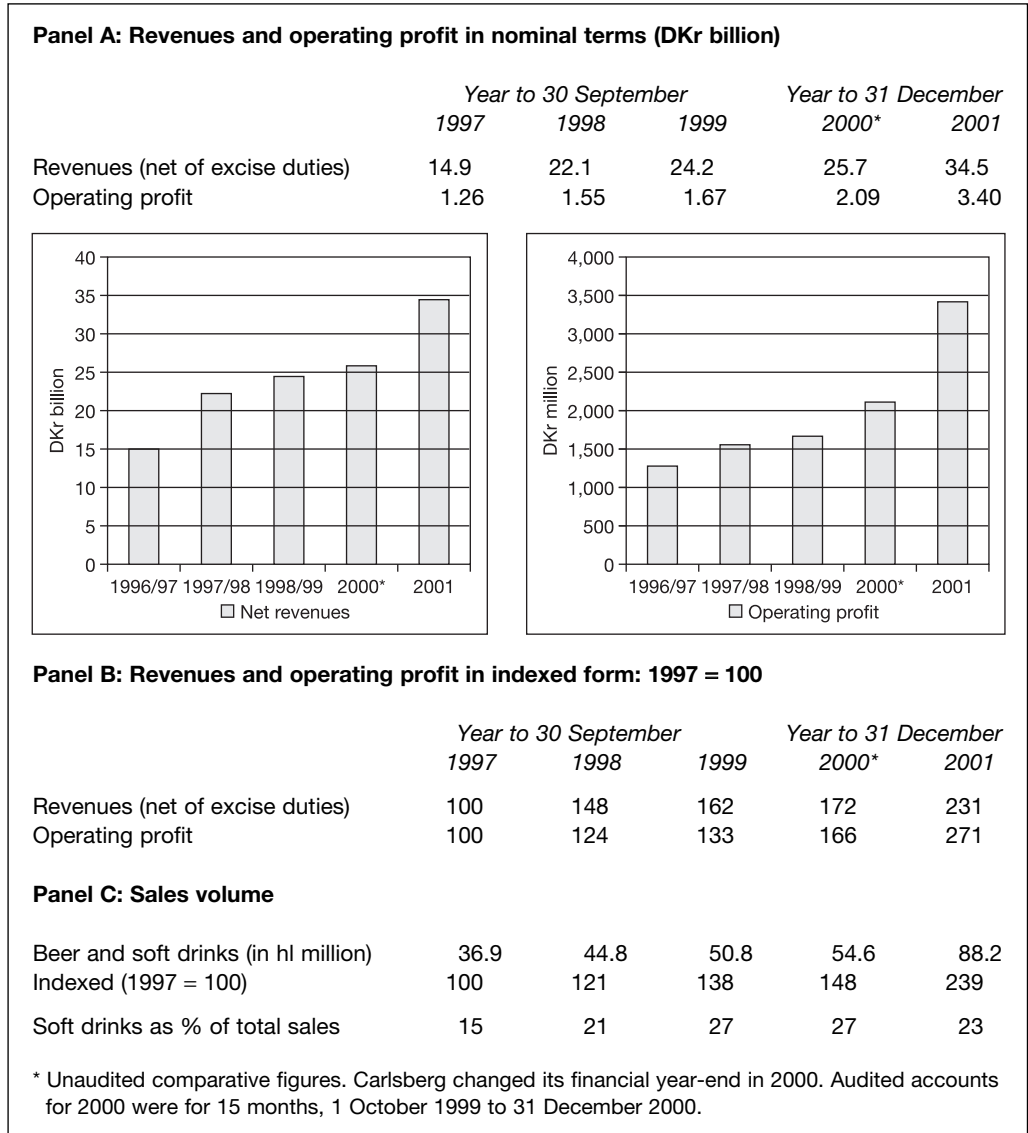 Panel A: Revenues and operating profit in nominal terms (DKr billion)
Year to 30 September Year to 31 December
1997 1998 1999 2000* 2001
Revenues (net of excise duties) 14.9 22.1 24.2 25.7 34.5
Operating profit 1.26 1.55 1.67 2.09 3.40
40
35
30
25
20
15
10
5
0
DKr billion
1996/97 1997/98 1998/99 2000* 2001
Net revenues
4,000
3,500
3,000
2,500
2,000
1,500
1,000
500
0
DKr million
1996/97 1997/98 1998/99 2000* 2001
Operating profit
Panel B: Revenues and operating profit in indexed form: 1997 = 100
Year to 30 September Year to 31 December
1997 1998 1999 2000* 2001
Revenues (net of excise duties) 100 148 162 172 231
Operating profit 100 124 133 166 271
Panel C: Sales volume
Beer and soft drinks (in hl million) 36.9 44.8 50.8 54.6 88.2
Indexed (1997 = 100) 100 121 138 148 239
Soft drinks as % of total sales 15 21 27 27 23
* Unaudited comparative figures. Carlsberg changed its financial year-end in 2000. Audited accounts
for 2000 were for 15 months, 1 October 1999 to 31 December 2000.